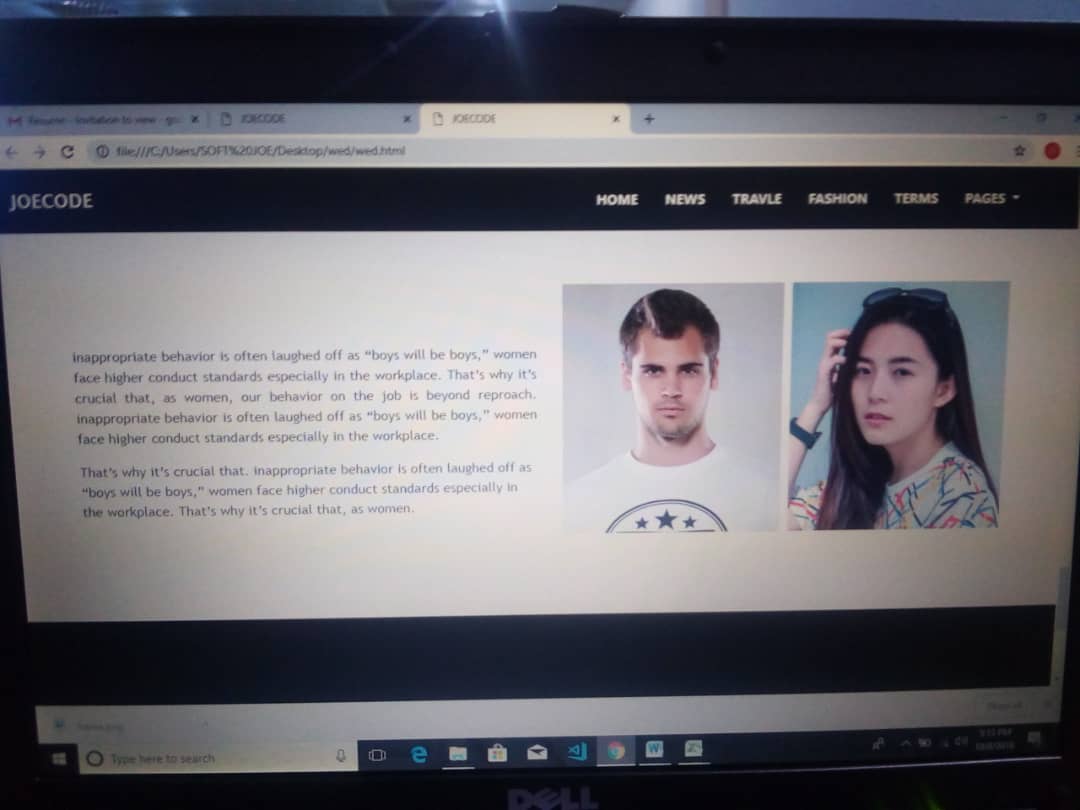 Resume - Invitation to view - go
JOECODE
JOECODE
file:///C:/Users/SOFT%20JOE/Desktop/wed/wed.html
JOECODE
HOME NEWS TRAVLE FASHION TERMS PAGES
inappropriate behavior is often laughed off as “boys will be boys,” women
face higher conduct standards especially in the workplace. That’s why it’s
crucial that, as women, our behavior on the job is beyond reproach.
inappropriate behavior is often laughed off as “boys will be boys,” women
face higher conduct standards especially in the workplace.
That’s why it’s crucial that. inappropriate behavior is often laughed off as
“boys will be boys,” women face higher conduct standards especially in
the workplace. That’s why it’s crucial that, as women.
Show all
Type here to search
DELL